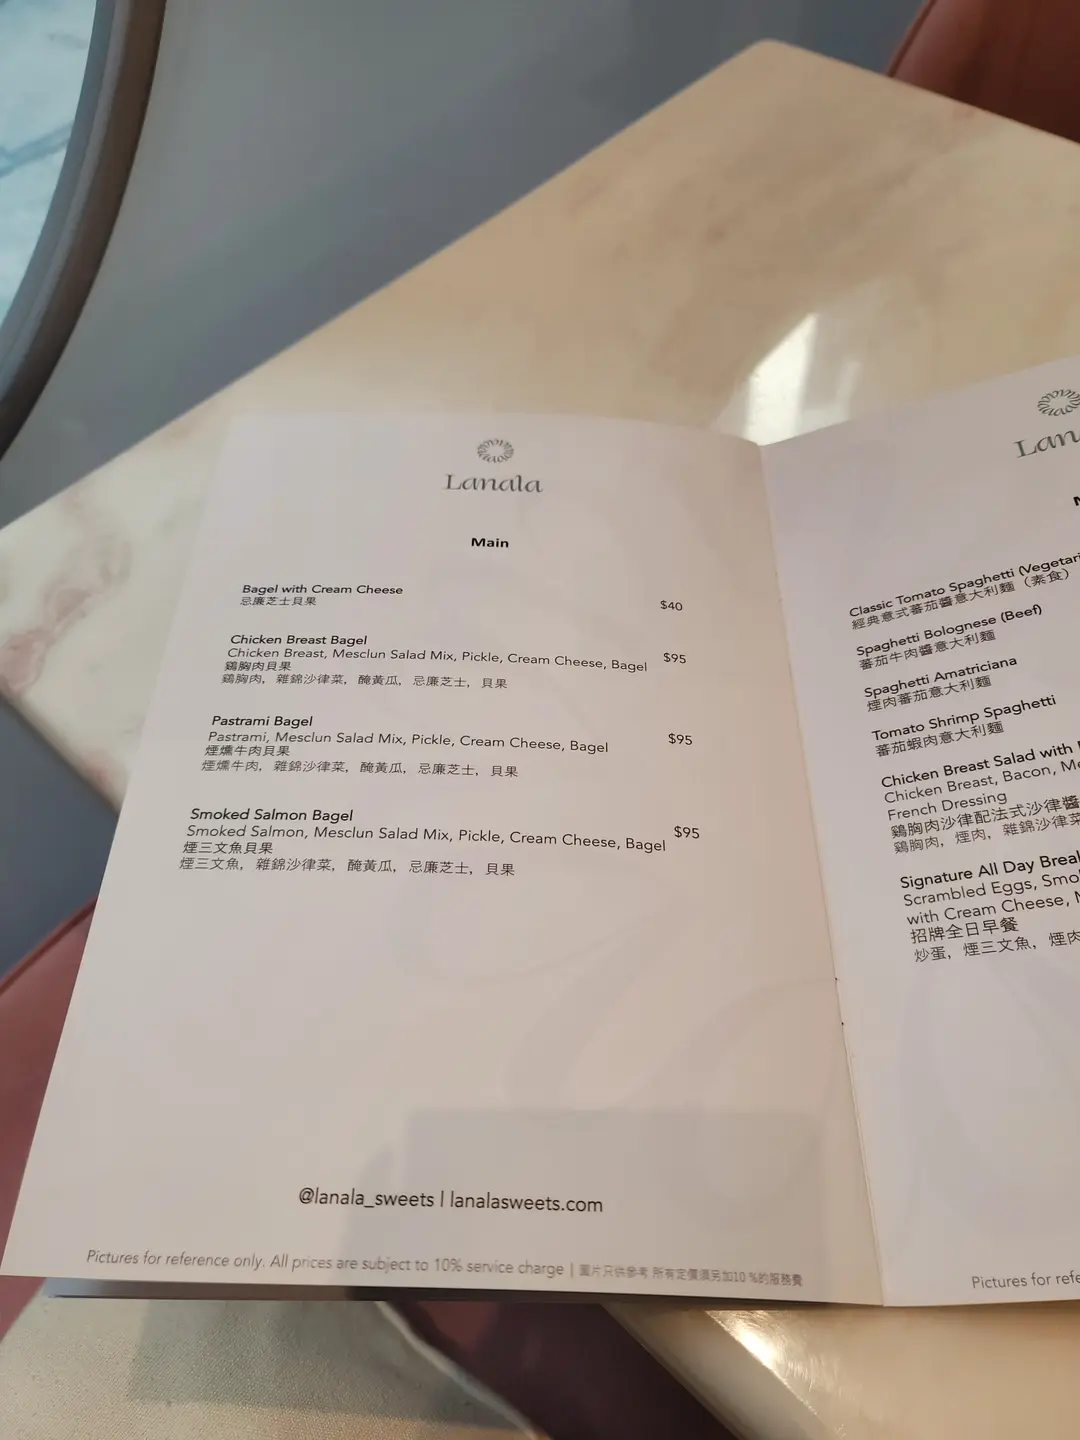 Lanala
Main
Bagel with Cream Cheese
忌廉芝士貝果
$40
Chicken Breast Bagel
Chicken Breast, Mesclun Salad Mix, Pickle, Cream Cheese, Bagel
$95
鷄胸肉貝果
鷄胸肉, 雜錦沙律菜, 醃黃瓜, 忌廉芝士, 貝果
Pastrami Bagel
Pastrami, Mesclun Salad Mix, Pickle, Cream Cheese, Bagel
$95
煙燻牛肉貝果
煙燻牛肉, 雜錦沙律菜, 醃黃瓜, 忌廉芝士, 貝果
Smoked Salmon Bagel
Smoked Salmon, Mesclun Salad Mix, Pickle, Cream Cheese, Bagel
$95
煙三文魚貝果
煙三文魚, 雜錦沙律菜, 醃黃瓜, 忌廉芝士, 貝果
@lanala_sweets | lanalasweets.com
Pictures for reference only. All prices are subject to 10% service charge | 圖片只供參考 所有定價須另加10 %的服務費
Classic Tomato Spaghetti
經典意式蕃茄醬意大利麵（素食）
Spaghetti Bolognese (Beef)
蕃茄牛肉醬意大利麵
Spaghetti Amatriciana
煙肉蕃茄意大利麵
Tomato Shrimp Spaghetti
蕃茄蝦肉意大利麵
Chicken Breast Salad with
Chicken Breast, Bacon,
French Dressing
鷄胸肉沙律配法式沙律醬
鷄胸肉, 煙肉, 雜錦沙律菜
Signature All Day
Scrambled Eggs,
with Cream Cheese,
招牌全日早餐
炒蛋, 煙三文魚, 煙肉
Pictures for